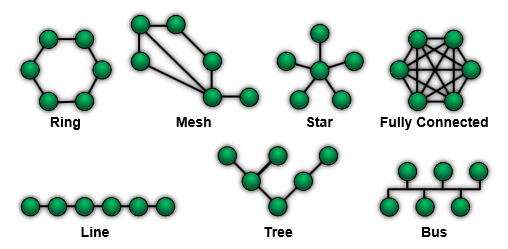 Ring
Mesh
Star
Fully Connected
Line
Tree
Bus